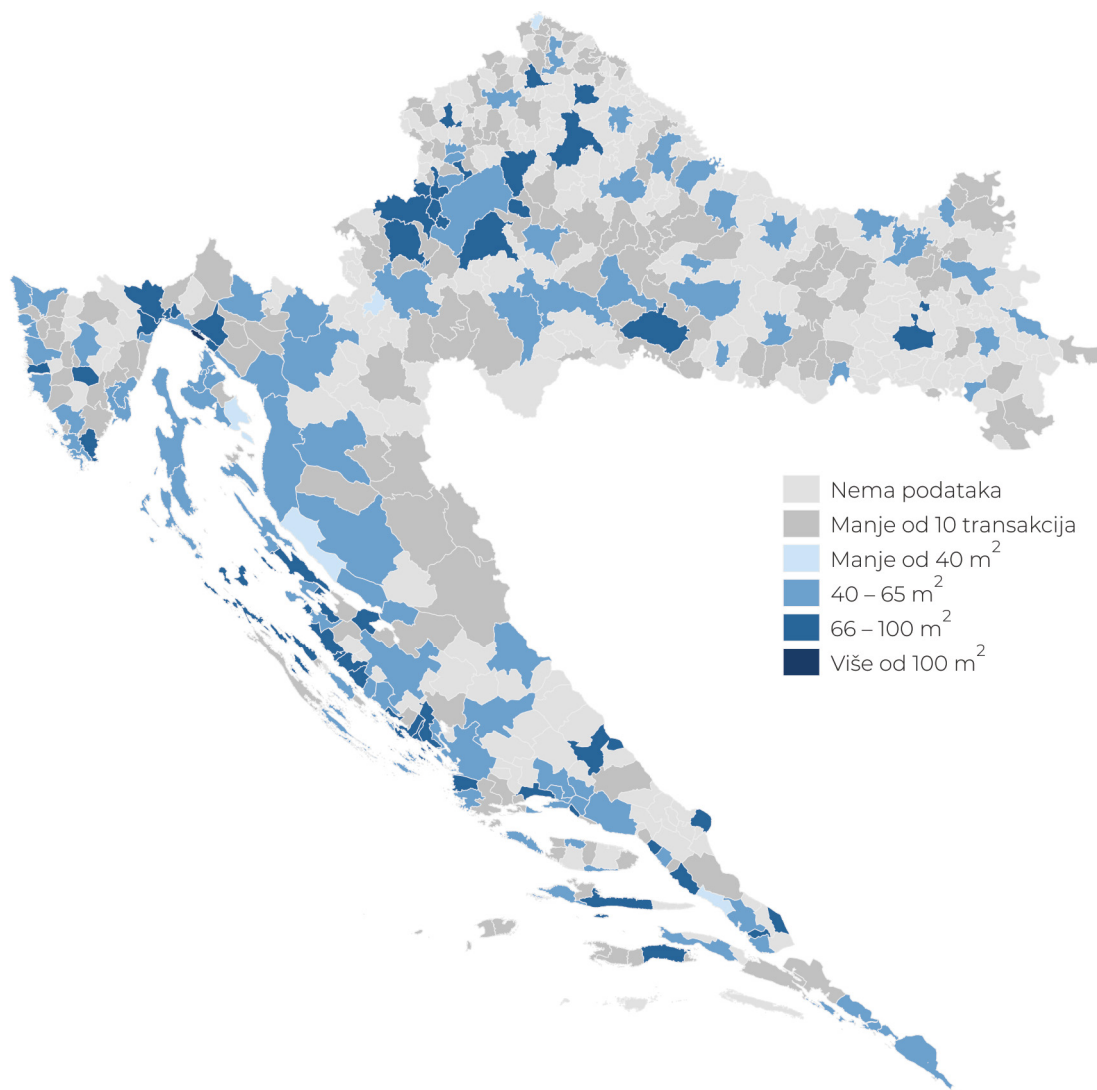 Nema podataka
Manje od 10 transakcija
Manje od 40 m²
40 – 65 m²
66 – 100 m²
Više od 100 m²